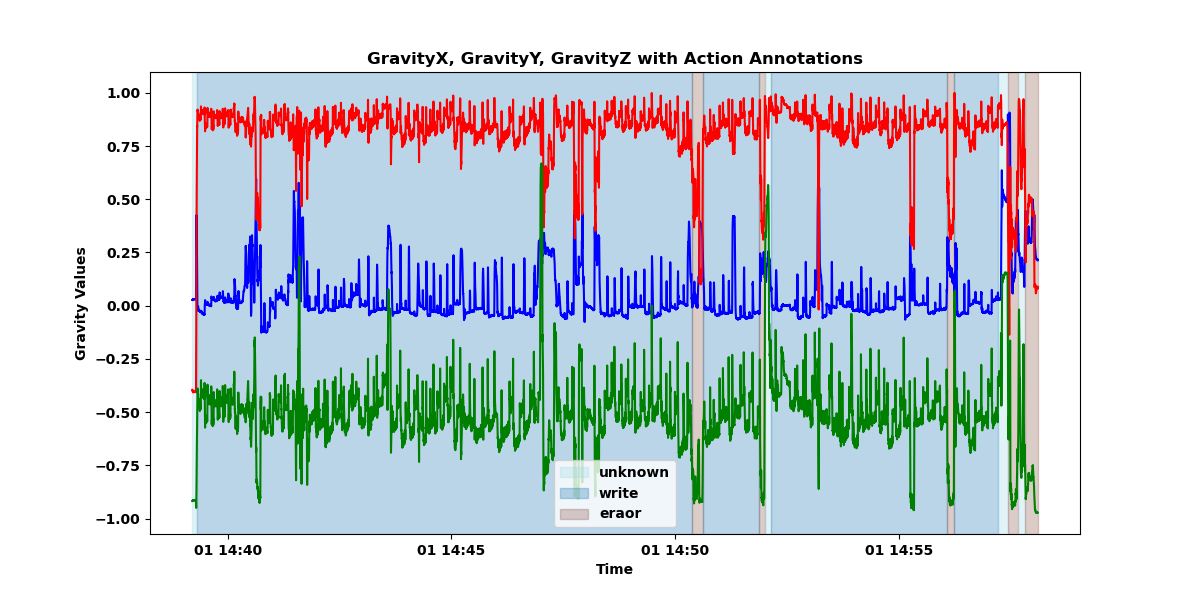 GravityX, GravityY, GravityZ with Action Annotations
Gravity Values
1.00
0.75
0.50
0.25
0.00
−0.25
−0.50
−0.75
−1.00
unknown
write
eraor
01 14:40
01 14:45
01 14:50
01 14:55
Time